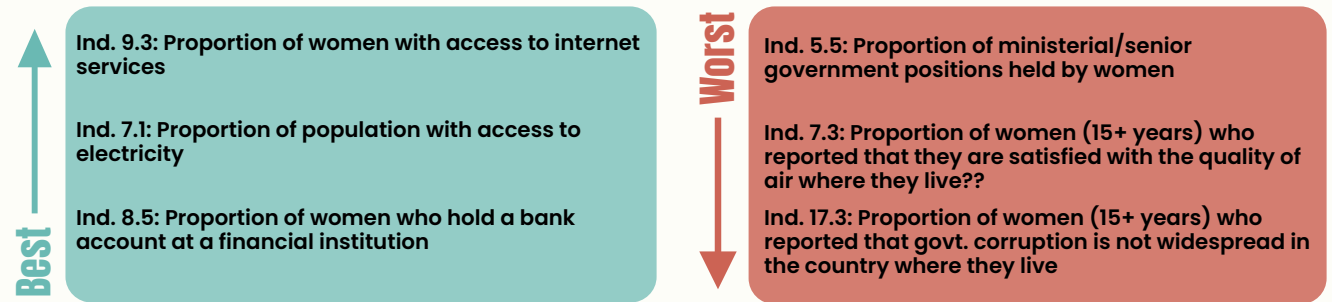 Best
Ind. 9.3: Proportion of women with access to internet
services
Ind. 7.1: Proportion of population with access to
electricity
Ind. 8.5: Proportion of women who hold a bank
account at a financial institution
Worst
Ind. 5.5: Proportion of ministerial/senior
government positions held by women
Ind. 7.3: Proportion of women (15+ years) who
reported that they are satisfied with the quality of
air where they live??
Ind. 17.3: Proportion of women (15+ years) who
reported that govt. corruption is not widespread in
the country where they live